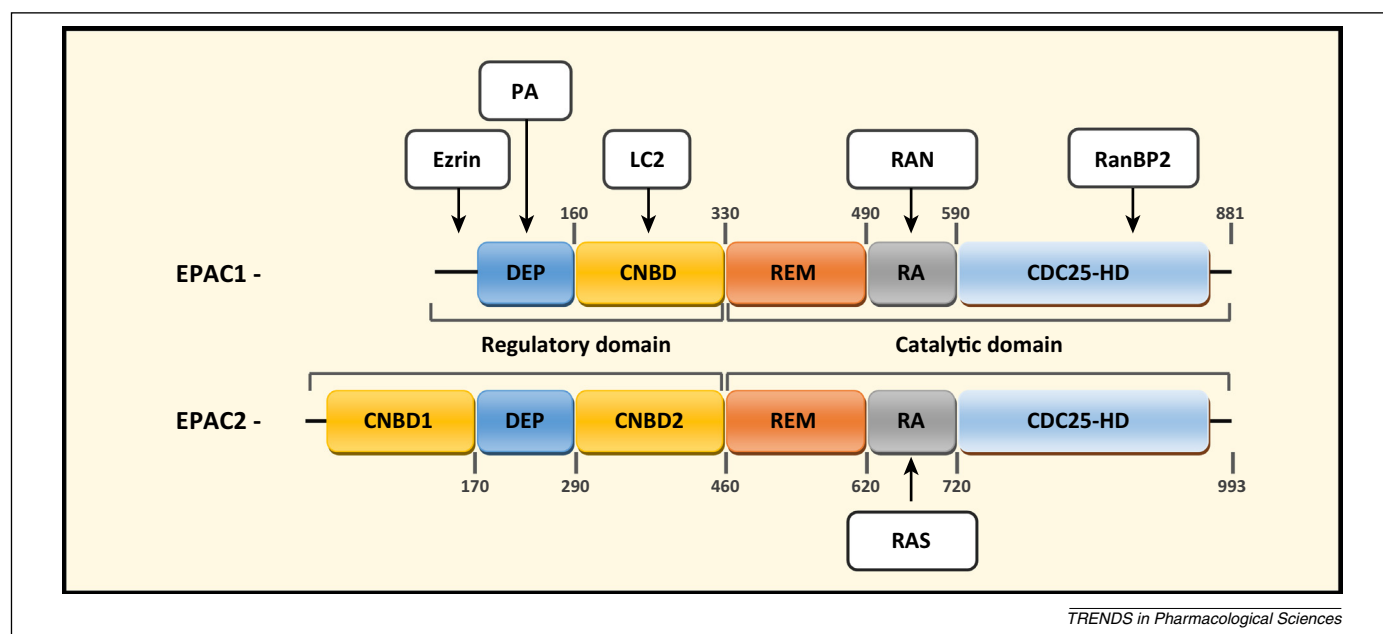 PA
Ezrin LC2 RAN RanBP2
160 330 490 590 881
EPAC1 - DEP CNBD REM RA CDC25-HD
Regulatory domain Catalytic domain
EPAC2 - CNBD1 DEP CNBD2 REM RA CDC25-HD
170 290 460 620 720 993
RAS
TRENDS in Pharmacological Sciences